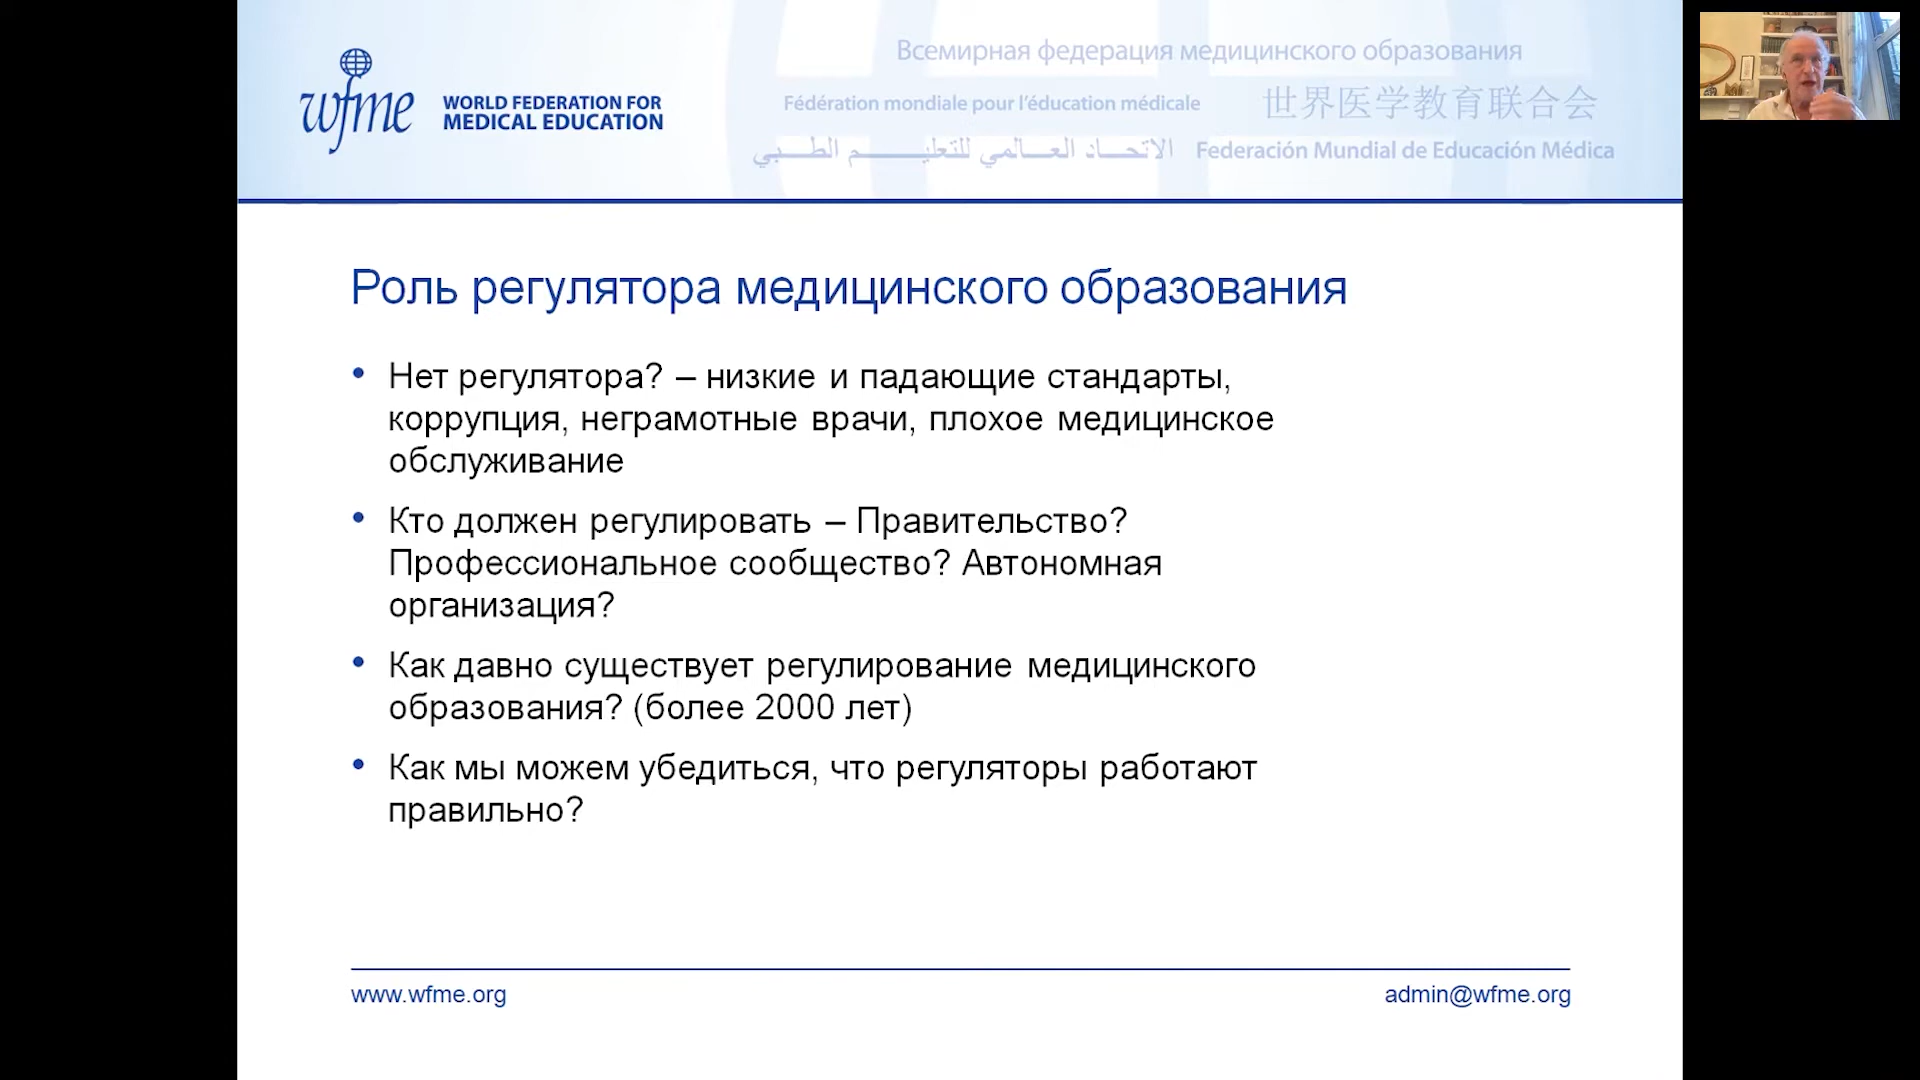 wfme
WORLD FEDERATION FOR
MEDICAL EDUCATION
Всемирная федерация медицинского образования
Fédération mondiale pour l'éducation médicale
世界医学教育联合会
الاتحـــاد العـــالمي للتعليـــــــم الطـــبي
Federación Mundial de Educación Médica
Роль регулятора медицинского образования
• Нет регулятора? – низкие и падающие стандарты,
коррупция, неграмотные врачи, плохое медицинское
обслуживание
• Кто должен регулировать – Правительство?
Профессиональное сообщество? Автономная
организация?
• Как давно существует регулирование медицинского
образования? (более 2000 лет)
• Как мы можем убедиться, что регуляторы работают
правильно?
www.wfme.org
admin@wfme.org